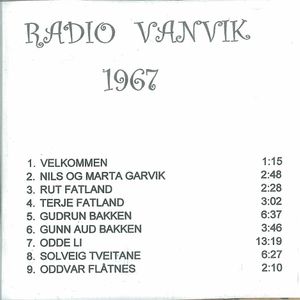 RADIO VANVIK
1967
1. VELKOMMEN 1:15
2. NILS OG MARTA GARVIK 2:48
3. RUT FATLAND 2:28
4. TERJE FATLAND 3:02
5. GUDRUN BAKKEN 6:37
6. GUNN AUD BAKKEN 3:46
7. ODDE LI 13:19
8. SOLVEIG TVEITANE 6:27
9. ODDVAR FLÅTNES 2:10